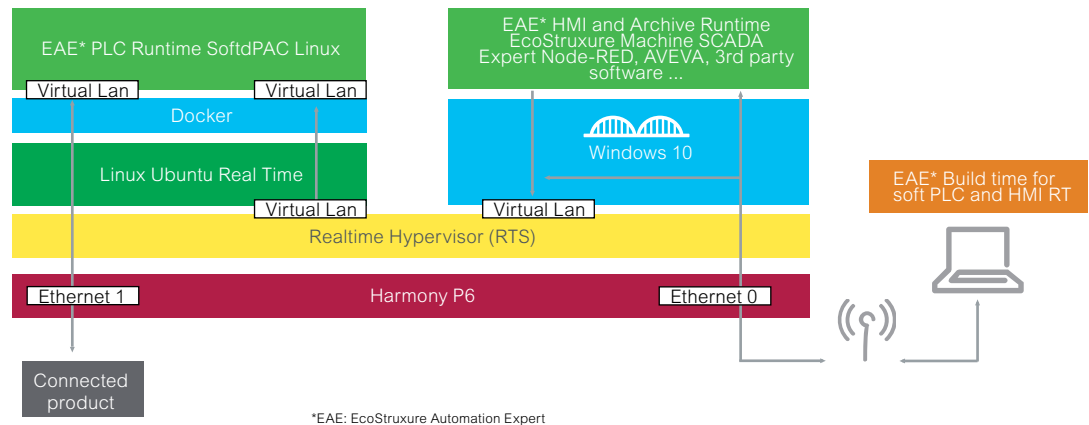 EAE* PLC Runtime SoftdPAC Linux
EAE* HMI and Archive Runtime
EcoStruxure Machine SCADA
Expert Node-RED, AVEVA, 3rd party
software ...
Virtual Lan
Virtual Lan
Docker
Windows 10
Linux Ubuntu Real Time
EAE* Build time for
soft PLC and HMI RT
Virtual Lan
Virtual Lan
Realtime Hypervisor (RTS)
Ethernet 1
Harmony P6
Ethernet 0
Connected
product
*EAE: EcoStruxure Automation Expert